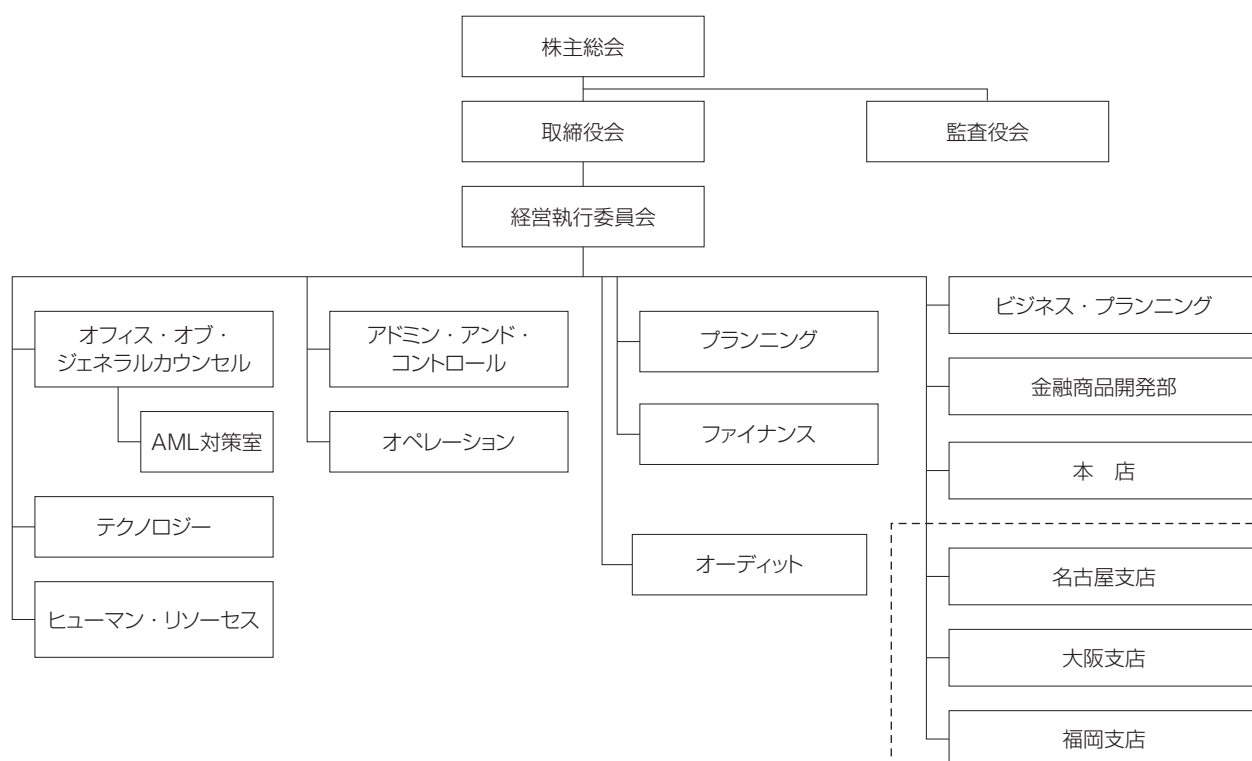 株主総会
取締役会
監査役会
経営執行委員会
オフィス・オブ・
ジェネラルカウンセル
AML対策室
テクノロジー
ヒューマン・リソーセス
アドミン・アンド・
コントロール
オペレーション
プランニング
ファイナンス
オーディット
ビジネス・プランニング
金融商品開発部
本　店
名古屋支店
大阪支店
福岡支店